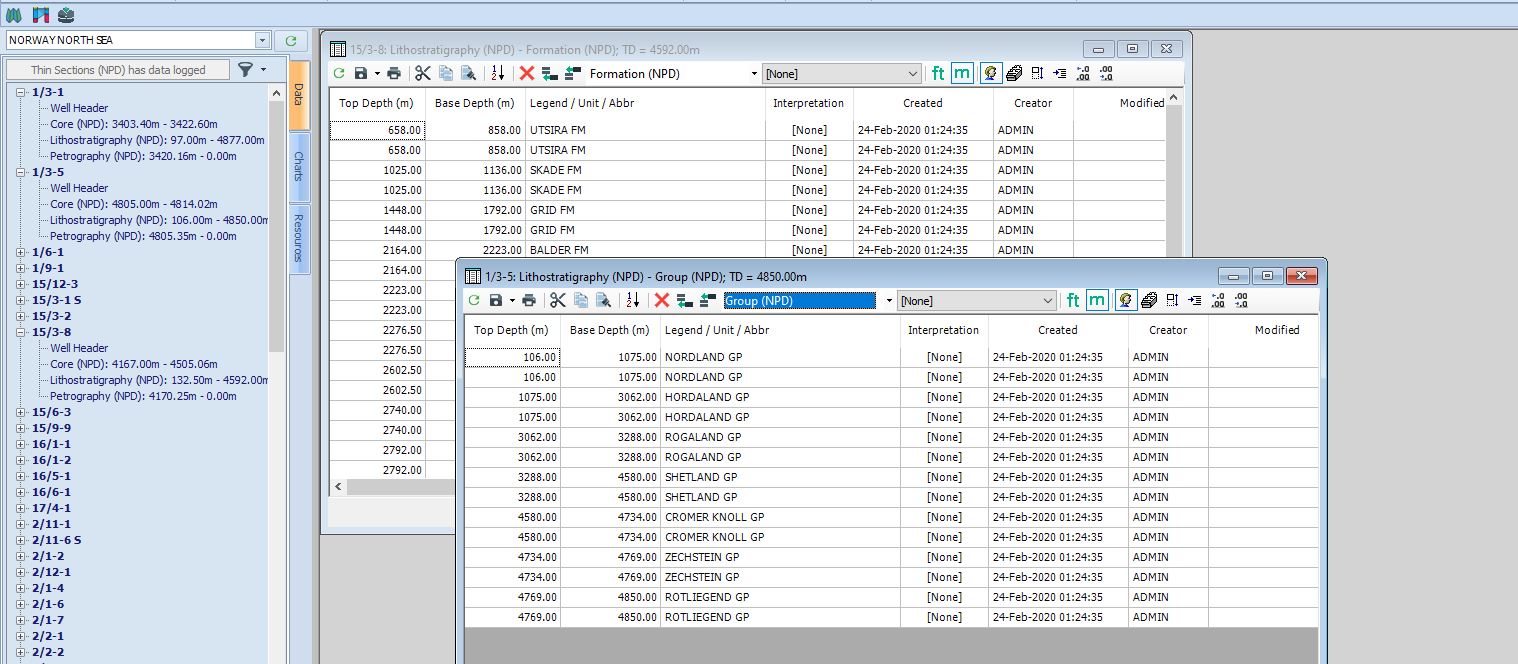 NORWAY NORTH SEA
Thin Sections (NPD) has data logged
1/3-1
Well Header
Core (NPD): 3403.40m - 3422.60m
Lithostratigraphy (NPD): 97.00m - 4877.00m
Petrography (NPD): 3420.16m - 0.00m
1/3-5
Well Header
Core (NPD): 4805.00m - 4814.02m
Lithostratigraphy (NPD): 106.00m - 4850.00m
Petrography (NPD): 4805.35m - 0.00m
1/6-1
1/9-1
15/12-3
15/3-1 S
15/3-2
15/3-8
Well Header
Core (NPD): 4167.00m - 4505.06m
Lithostratigraphy (NPD): 132.50m - 4592.00m
Petrography (NPD): 4170.25m - 0.00m
15/6-3
15/9-9
16/1-1
16/1-2
16/5-1
16/6-1
17/4-1
2/11-1
2/11-6 S
2/1-2
2/12-1
2/1-4
2/1-6
2/1-7
2/2-1
2/2-2
Data
Charts
Resources
15/3-8: Lithostratigraphy (NPD) - Formation (NPD); TD = 4592.00m
Formation (NPD) [None] ft m
Top Depth (m) Base Depth (m) Legend / Unit / Abbr Interpretation Created Creator Modified
658.00 858.00 UTSIRA FM [None] 24-Feb-2020 01:24:35 ADMIN
658.00 858.00 UTSIRA FM [None] 24-Feb-2020 01:24:35 ADMIN
1025.00 1136.00 SKADE FM [None] 24-Feb-2020 01:24:35 ADMIN
1025.00 1136.00 SKADE FM [None] 24-Feb-2020 01:24:35 ADMIN
1448.00 1792.00 GRID FM [None] 24-Feb-2020 01:24:35 ADMIN
1448.00 1792.00 GRID FM [None] 24-Feb-2020 01:24:35 ADMIN
2164.00 2223.00 BALDER FM [None] 24-Feb-2020 01:24:35 ADMIN
2164.00
2223.00
2223.00
2276.50
2276.50
2602.50
2602.50
2740.00
2740.00
2792.00
2792.00
1/3-5: Lithostratigraphy (NPD) - Group (NPD); TD = 4850.00m
Group (NPD) [None] ft m
Top Depth (m) Base Depth (m) Legend / Unit / Abbr Interpretation Created Creator Modified
106.00 1075.00 NORDLAND GP [None] 24-Feb-2020 01:24:35 ADMIN
106.00 1075.00 NORDLAND GP [None] 24-Feb-2020 01:24:35 ADMIN
1075.00 3062.00 HORDALAND GP [None] 24-Feb-2020 01:24:35 ADMIN
1075.00 3062.00 HORDALAND GP [None] 24-Feb-2020 01:24:35 ADMIN
3062.00 3288.00 ROGALAND GP [None] 24-Feb-2020 01:24:35 ADMIN
3062.00 3288.00 ROGALAND GP [None] 24-Feb-2020 01:24:35 ADMIN
3288.00 4580.00 SHETLAND GP [None] 24-Feb-2020 01:24:35 ADMIN
3288.00 4580.00 SHETLAND GP [None] 24-Feb-2020 01:24:35 ADMIN
4580.00 4734.00 CROMER KNOLL GP [None] 24-Feb-2020 01:24:35 ADMIN
4580.00 4734.00 CROMER KNOLL GP [None] 24-Feb-2020 01:24:35 ADMIN
4734.00 4769.00 ZECHSTEIN GP [None] 24-Feb-2020 01:24:35 ADMIN
4734.00 4769.00 ZECHSTEIN GP [None] 24-Feb-2020 01:24:35 ADMIN
4769.00 4850.00 ROTLIEGEND GP [None] 24-Feb-2020 01:24:35 ADMIN
4769.00 4850.00 ROTLIEGEND GP [None] 24-Feb-2020 01:24:35 ADMIN